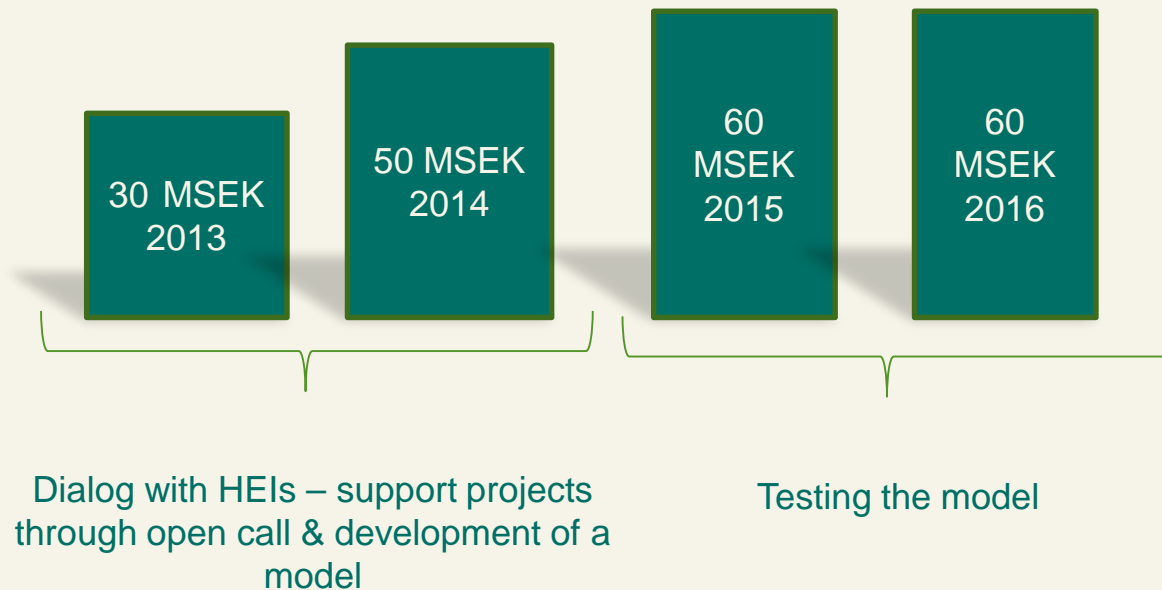 30 MSEK
2013
50 MSEK
2014
60
MSEK
2015
60
MSEK
2016
Dialog with HEIs – support projects
through open call & development of a
model
Testing the model